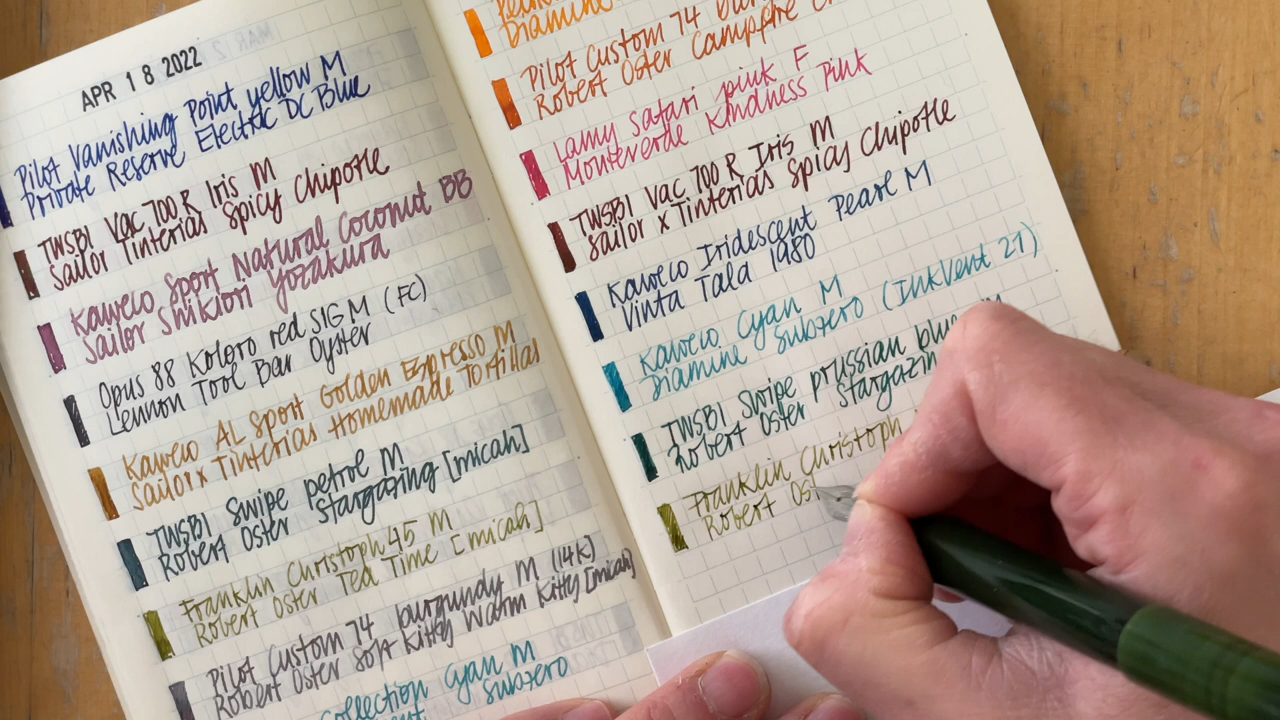 APR 18 2022
Pilot Vanishing Point yellow M
Private Reserve Electric DC Blue
TWSBI Vac 700 R Iris M
Sailor Tinterias Spicy Chipotle
Kaweco Sport Natural Coconut BB
Sailor Shikiori Yozakura
Opus 88 Koloro red SIG M (FC)
Lennon Tool Bar Oyster
Kaweco AL Sport Golden Espresso M
Sailor x Tinterias Homemade Tortillas
TWSBI Swipe petrol M
Robert Oster Stargazing [micah]
Franklin Christoph 45 M
Robert Oster Tea Time [micah]
Pilot Custom 74 burgundy M (14K)
Robert Oster Soft Kitty Warm Kitty [micah]
Collection Cyan M
Subzero
Diamine
Pilot Custom 74
Robert Oster Campfire
Lamy Safari pink F
Monteverde Kindness Pink
TWSBI Vac 700 R Iris M
Sailor x Tinterias Spicy Chipotle
Kaweco Iridescent Pearl M
Vinta Tala 1980
Kaweco Cyan M
Diamine Subzero (InkVent 21)
TWSBI Swipe prussian blue
Robert Oster Stargazin
Franklin Christoph
Robert Ost